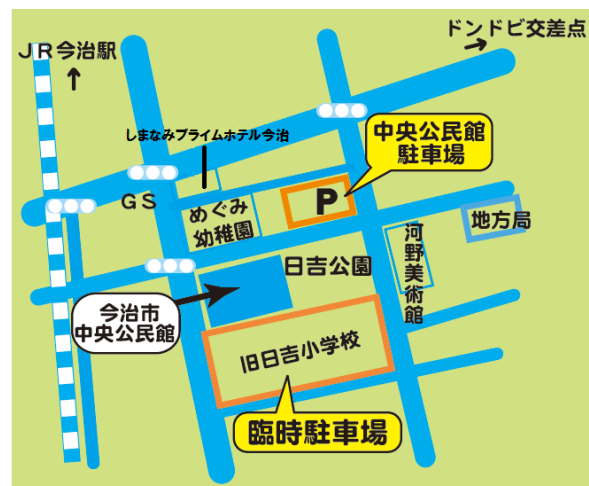 ドンドビ交差点
JR今治駅
しまなみプライムホテル今治
中央公民館
駐車場
GS
めぐみ
幼稚園
P
地方局
河野美術館
日吉公園
今治市
中央公民館
旧日吉小学校
臨時駐車場